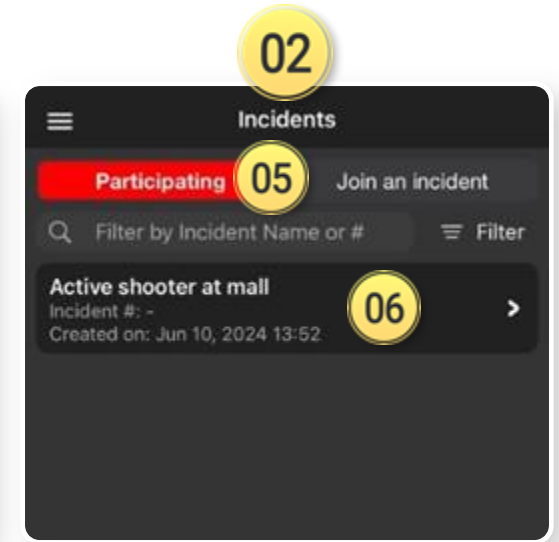 02
Incidents
Participating 05 Join an incident
Filter by Incident Name or # Filter
Active shooter at mall
Incident #: -
06
Created on: Jun 10, 2024 13:52